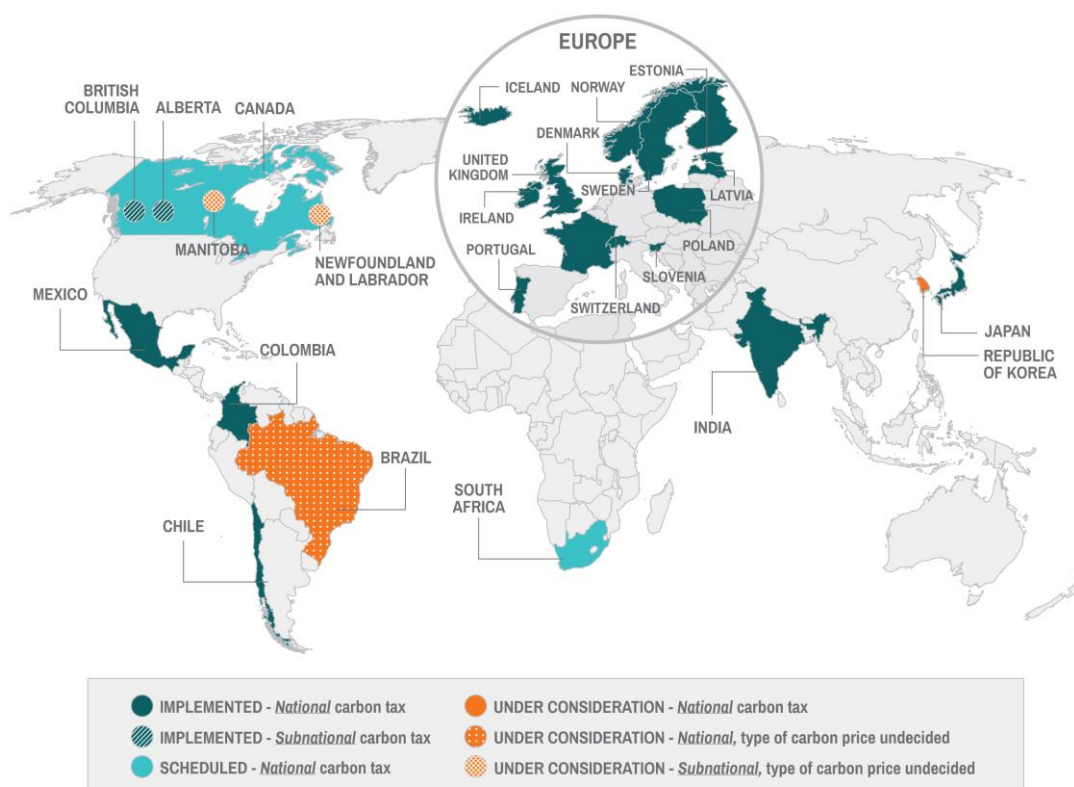 EUROPE
ESTONIA
ICELAND
NORWAY
BRITISH
COLUMBIA
ALBERTA
CANADA
DENMARK
UNITED
KINGDOM
SWEDEN
LATVIA
IRELAND
MANITOBA
PORTUGAL
POLAND
NEWFOUNDLAND
AND LABRADOR
SLOVENIA
MEXICO
SWITZERLAND
JAPAN
COLOMBIA
REPUBLIC
OF KOREA
INDIA
BRAZIL
SOUTH
AFRICA
CHILE
IMPLEMENTED - National carbon tax
IMPLEMENTED - Subnational carbon tax
SCHEDULED - National carbon tax
UNDER CONSIDERATION - National carbon tax
UNDER CONSIDERATION - National, type of carbon price undecided
UNDER CONSIDERATION - Subnational, type of carbon price undecided